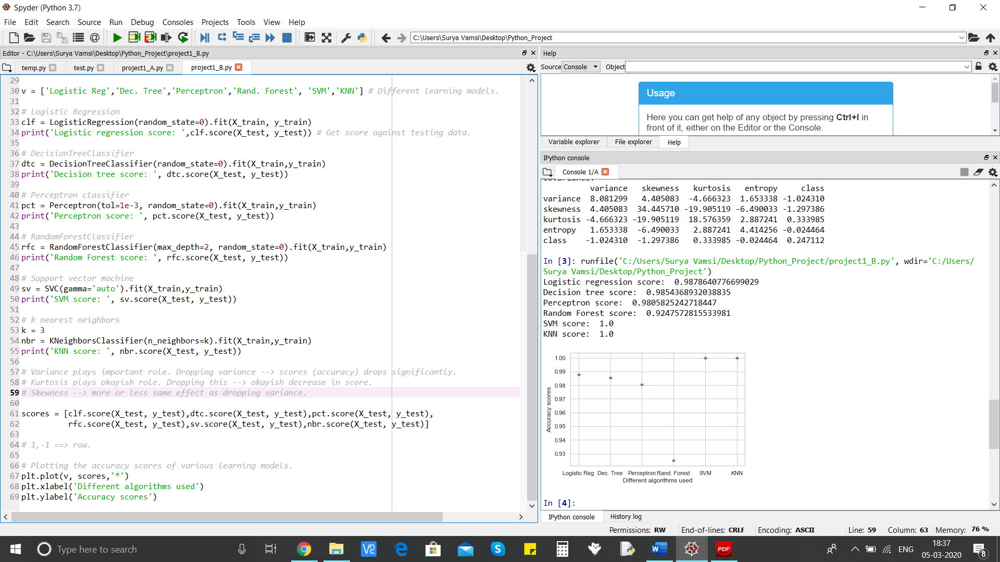 Spyder (Python 3.7)
File Edit Search Source Run Debug Consoles Projects Tools View Help
C:\Users\Surya Vamsi\Desktop\Python_Project
Editor - C:\Users\Surya Vamsi\Desktop\Python_Project\project1_B.py
temp.py test.py project1_A.py project1_B.py
29
30 v = ['Logistic Reg','Dec. Tree','Perceptron','Rand. Forest', 'SVM','KNN'] # Different learning models.
31
32 # Logistic Regression
33 clf = LogisticRegression(random_state=0).fit(X_train, y_train)
34 print('Logistic regression score: ',clf.score(X_test, y_test)) # Get score against testing data.
35
36 # DecisionTreeClassifier
37 dtc = DecisionTreeClassifier(random_state=0).fit(X_train,y_train)
38 print('Decision tree score: ', dtc.score(X_test, y_test))
39
40 # Perceptron classifier
41 pct = Perceptron(tol=1e-3, random_state=0).fit(X_train,y_train)
42 print('Perceptron score: ', pct.score(X_test, y_test))
43
44 # RandomForestClassifier
45 rfc = RandomForestClassifier(max_depth=2, random_state=0).fit(X_train,y_train)
46 print('Random Forest score: ', rfc.score(X_test, y_test))
47
48 # Support vector machine
49 sv = SVC(gamma='auto').fit(X_train,y_train)
50 print('SVM score: ', sv.score(X_test, y_test))
51
52 # k nearest neighbors
53 k = 3
54 nbr = KNeighborsClassifier(n_neighbors=k).fit(X_train,y_train)
55 print('KNN score: ', nbr.score(X_test, y_test))
56
57 # Variance plays important role. Dropping variance --> scores (accuracy) drops significantly.
58 # Kurtosis plays okayish role. Dropping this --> okayish decrease in score.
59 # Skewness --> more or less same effect as dropping variance.
60
61 scores = [clf.score(X_test, y_test),dtc.score(X_test, y_test),pct.score(X_test, y_test),
62 rfc.score(X_test, y_test),sv.score(X_test, y_test),nbr.score(X_test, y_test)]
63
64 # 1,-1 ==> row.
65
66 # Plotting the accuracy scores of various learning models.
67 plt.plot(v, scores,'*')
68 plt.xlabel('Different algorithms used')
69 plt.ylabel('Accuracy scores')
Help
Source Console Object
Usage
Here you can get help of any object by pressing Ctrl+I in
front of it, either on the Editor or the Console.
Variable explorer File explorer Help
IPython console
Console 1/A
covariance:
variance skewness kurtosis entropy class
variance 8.081299 4.405083 -4.666323 1.653338 -1.024310
skewness 4.405083 34.445710 -19.905119 -6.490033 -1.297386
kurtosis -4.666323 -19.905119 18.576359 2.887241 0.333985
entropy 1.653338 -6.490033 2.887241 4.414256 -0.024464
class -1.024310 -1.297386 0.333985 -0.024464 0.247112
In [3]: runfile('C:/Users/Surya Vamsi/Desktop/Python_Project/project1_B.py', wdir='C:/Users/
Surya Vamsi/Desktop/Python_Project')
Logistic regression score: 0.9878640776699029
Decision tree score: 0.9854368932038835
Perceptron score: 0.9805825242718447
Random Forest score: 0.9247572815533981
SVM score: 1.0
KNN score: 1.0
1.00
0.99
0.98
0.97
0.96
0.95
0.94
0.93
Accuracy scores
Logistic Reg Dec. Tree Perceptron Rand. Forest SVM KNN
Different algorithms used
In [4]:
IPython console History log
Permissions: RW End-of-lines: CRLF Encoding: ASCII Line: 59 Column: 63 Memory: 76 %
Type here to search
ENG
18:37
05-03-2020
8
PDF